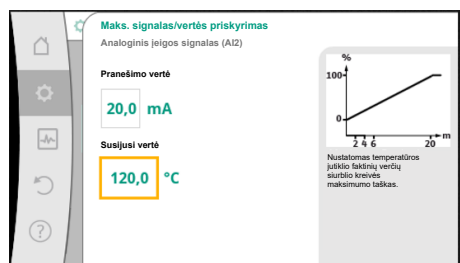 Maks. signalas/vertės priskyrimas
Analoginis įeigos signalas (AI2)
Pranešimo vertė
20,0 mA
Susijusi vertė
120,0 °C
%
100
0
2 4 6 20
m
Nustatomas temperatūros
jutiklio faktinių verčių
siurblio kreivės
maksimumo taškas.
?